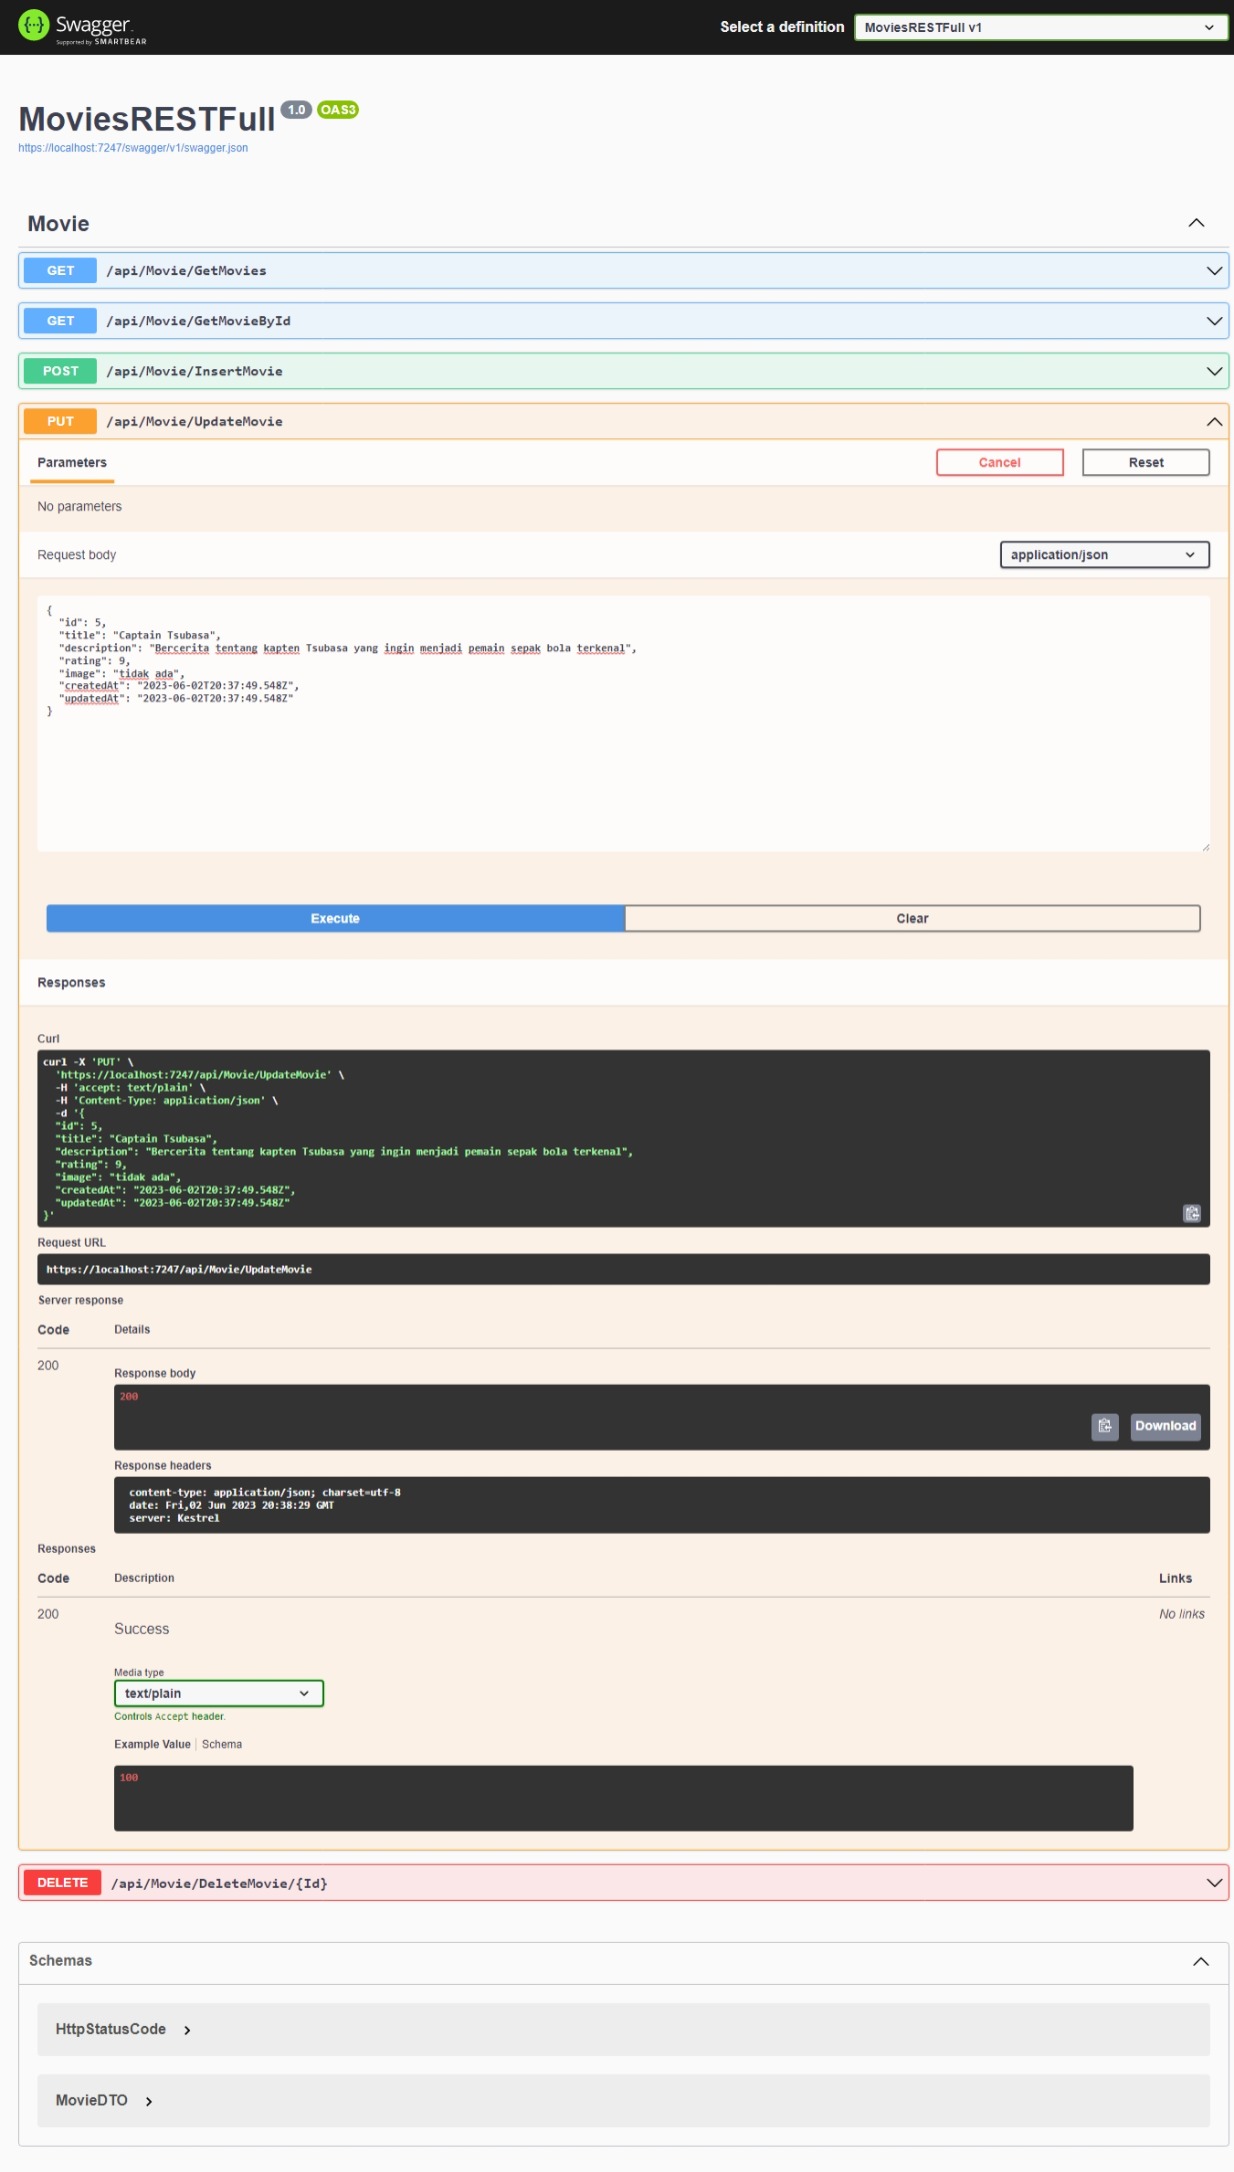 Swagger
Supported by SMARTBEAR
Select a definition
MoviesRESTFull v1
MoviesRESTFull 1.0 OAS3
https://localhost:7247/swagger/v1/swagger.json
Movie
GET /api/Movie/GetMovies
GET /api/Movie/GetMovieById
POST /api/Movie/InsertMovie
PUT /api/Movie/UpdateMovie
Parameters
Cancel
Reset
No parameters
Request body
application/json
{
"id": 5,
"title": "Captain Tsubasa",
"description": "Bercerita tentang kapten Tsubasa yang ingin menjadi pemain sepak bola terkenal",
"rating": 9,
"image": "tidak ada",
"createdAt": "2023-06-02T20:37:49.548Z",
"updatedAt": "2023-06-02T20:37:49.548Z"
}
Execute
Clear
Responses
Curl
curl -X 'PUT' \
'https://localhost:7247/api/Movie/UpdateMovie' \
-H 'accept: text/plain' \
-H 'Content-Type: application/json' \
-d '{
"id": 5,
"title": "Captain Tsubasa",
"description": "Bercerita tentang kapten Tsubasa yang ingin menjadi pemain sepak bola terkenal",
"rating": 9,
"image": "tidak ada",
"createdAt": "2023-06-02T20:37:49.548Z",
"updatedAt": "2023-06-02T20:37:49.548Z"
}'
Request URL
https://localhost:7247/api/Movie/UpdateMovie
Server response
Code Details
200
Response body
200
Download
Response headers
content-type: application/json; charset=utf-8
date: Fri,02 Jun 2023 20:38:29 GMT
server: Kestrel
Responses
Code Description Links
200
Success
No links
Media type
text/plain
Controls Accept header.
Example Value Schema
100
DELETE /api/Movie/DeleteMovie/{Id}
Schemas
HttpStatusCode
MovieDTO